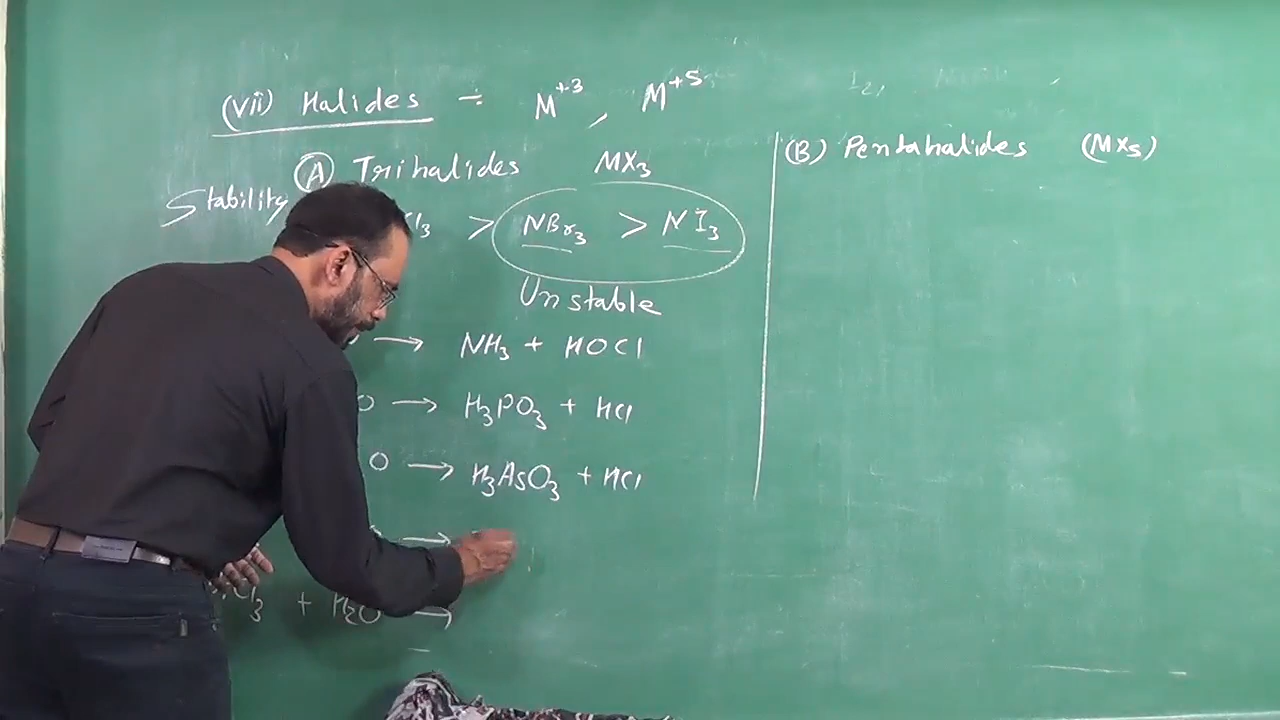 (vii) Halides ÷ M⁺³, M⁺⁵
(A) Trihalides MX₃
Stability
> NBr₃ > NI₃
Unstable
→ NH₃ + HOCl
O → H₃PO₃ + HCl
O → H₃AsO₃ + HCl
→
Cl₃ + H₂O →
(B) Pentahalides (MX₅)